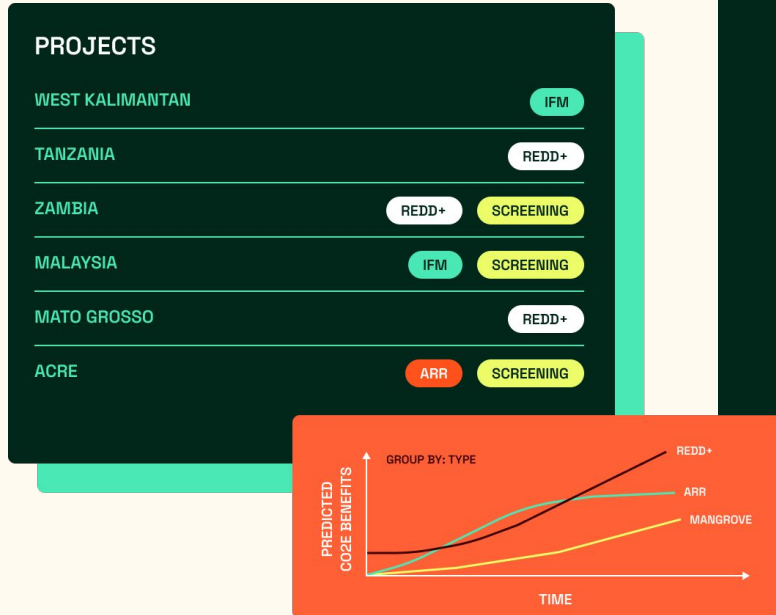 PROJECTS
WEST KALIMANTAN IFM
TANZANIA REDD+
ZAMBIA REDD+ SCREENING
MALAYSIA IFM SCREENING
MATO GROSSO REDD+
ACRE ARR SCREENING
GROUP BY: TYPE
REDD+
ARR
MANGROVE
PREDICTED
CO2E BENEFITS
TIME